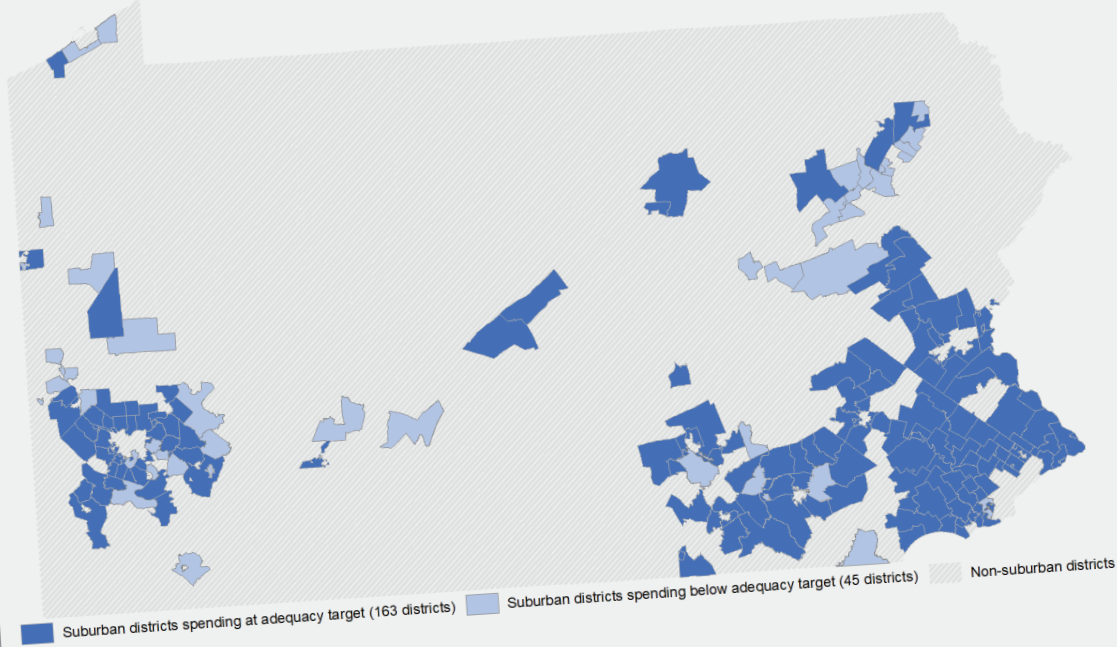 Suburban districts spending at adequacy target (163 districts)
Suburban districts spending below adequacy target (45 districts)
Non-suburban districts